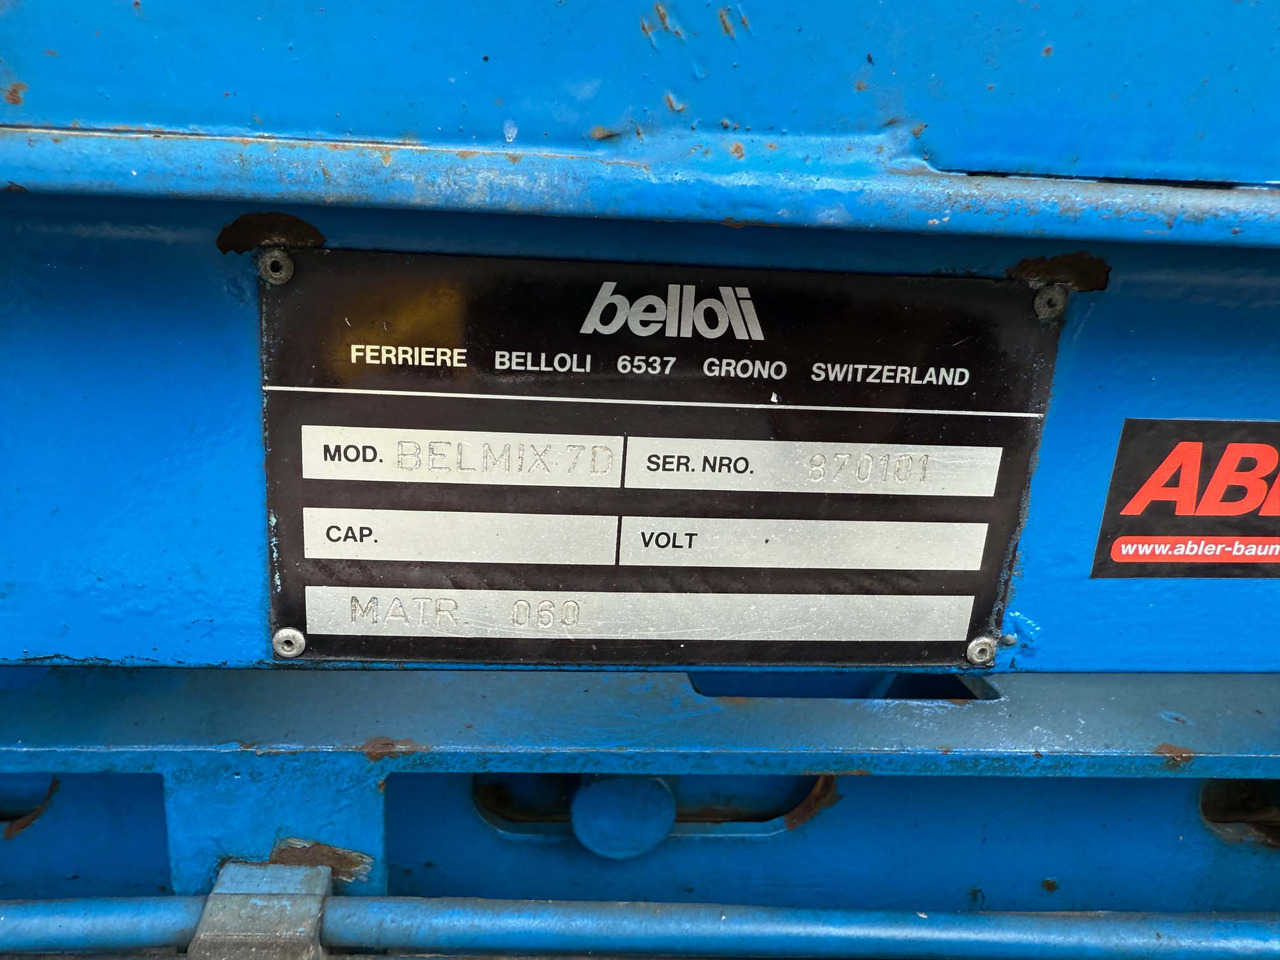 belloli
FERRIERE BELLOLI 6537 GRONO SWITZERLAND
MOD. BELMIX 7D SER. NRO. 870101
CAP. VOLT
MATR. 060
www.abler-baum